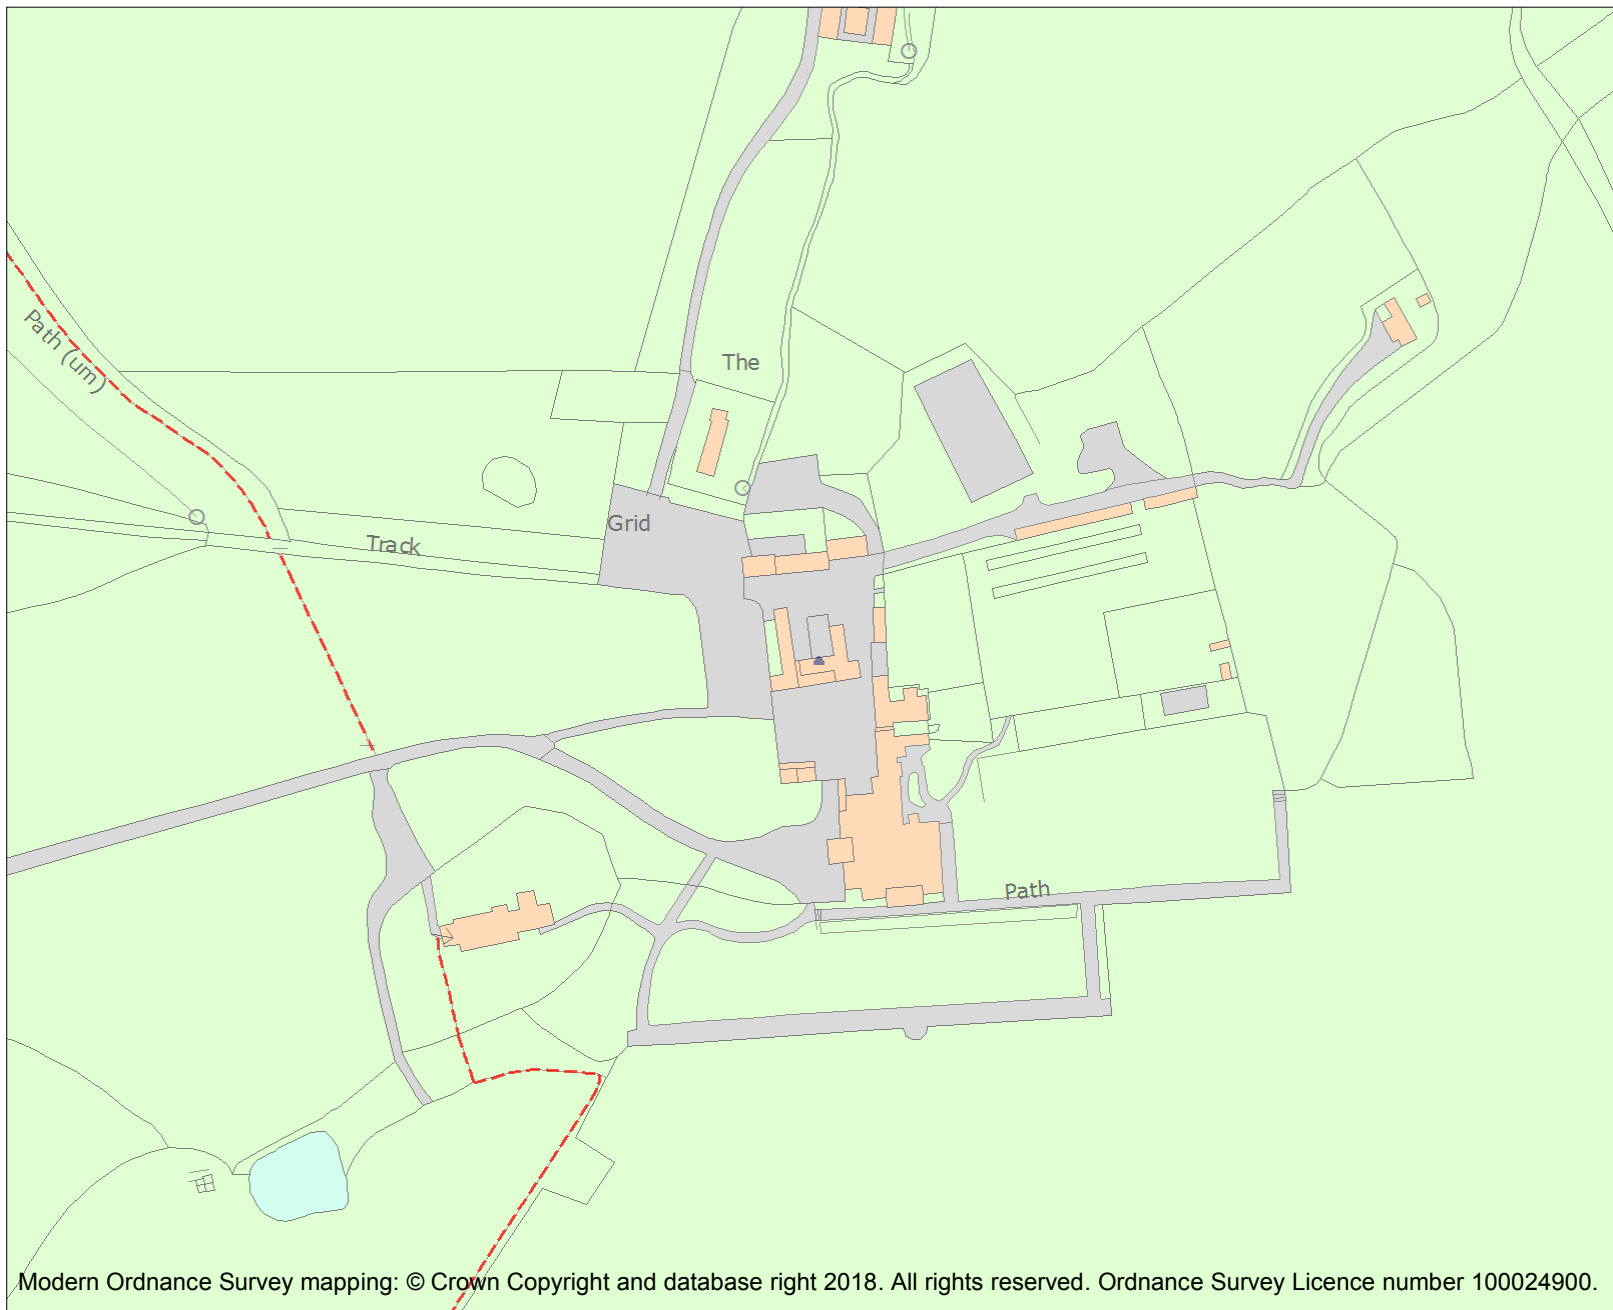 Path (um)
The
Grid
Track
Path
Modern Ordnance Survey mapping: © Crown Copyright and database right 2018. All rights reserved. Ordnance Survey Licence number 100024900.